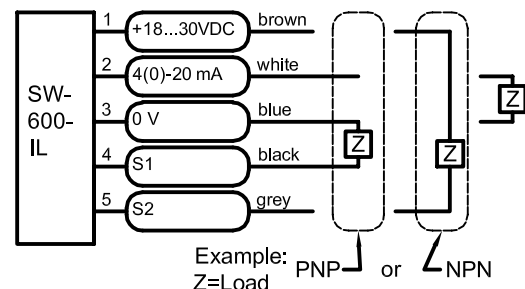 SW-
600-
IL
1 +18...30VDC brown
2 4(0)-20 mA white
3 0 V blue
4 S1 black
5 S2 grey
Z
Z
Z
Example:
Z=Load
PNP or NPN